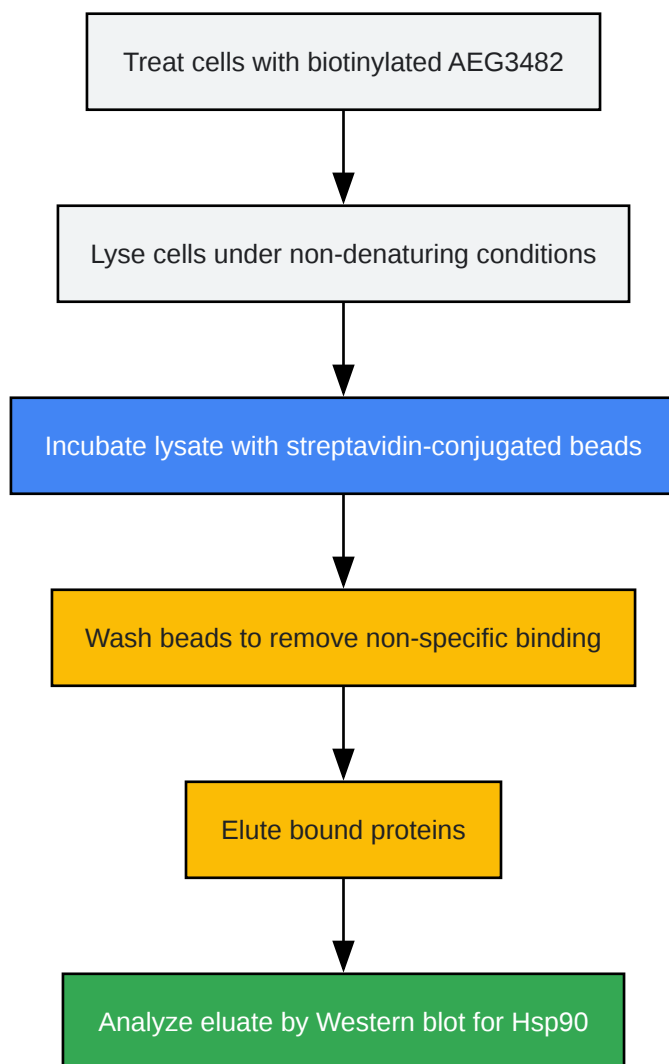 Treat cells with biotinylated AEG3482
Lyse cells under non-denaturing conditions
Incubate lysate with streptavidin-conjugated beads
Wash beads to remove non-specific binding
Elute bound proteins
Analyze eluate by Western blot for Hsp90